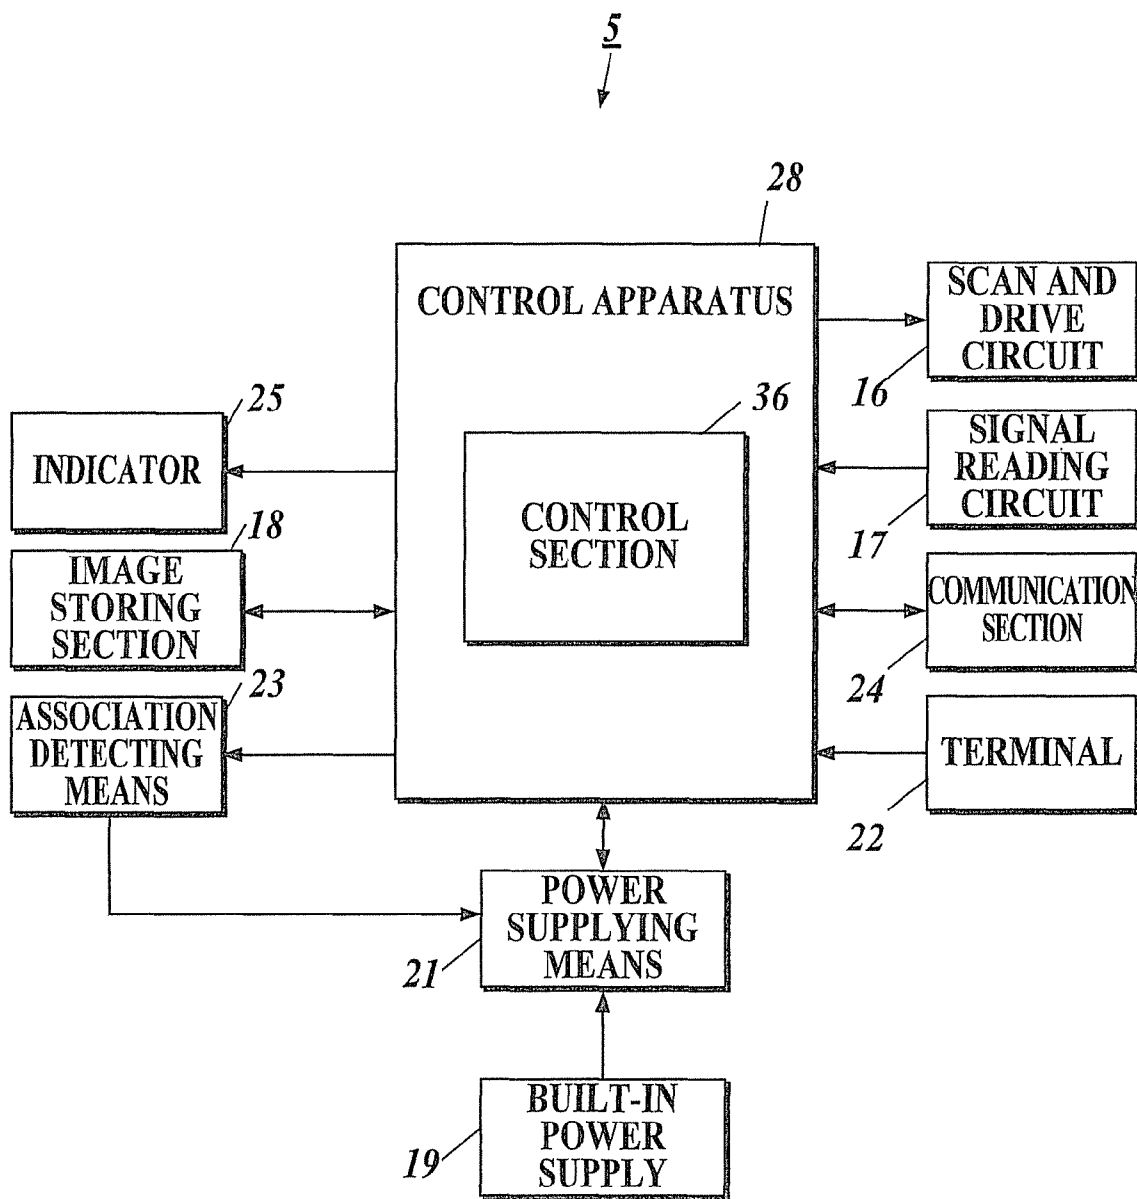 5
28
CONTROL APPARATUS
SCAN AND
DRIVE
CIRCUIT
16
25
INDICATOR
36
CONTROL
SECTION
SIGNAL
READING
CIRCUIT
17
18
IMAGE
STORING
SECTION
COMMUNICATION
SECTION
24
23
ASSOCIATION
DETECTING
MEANS
TERMINAL
22
POWER
SUPPLYING
MEANS
21
BUILT-IN
POWER
SUPPLY
19